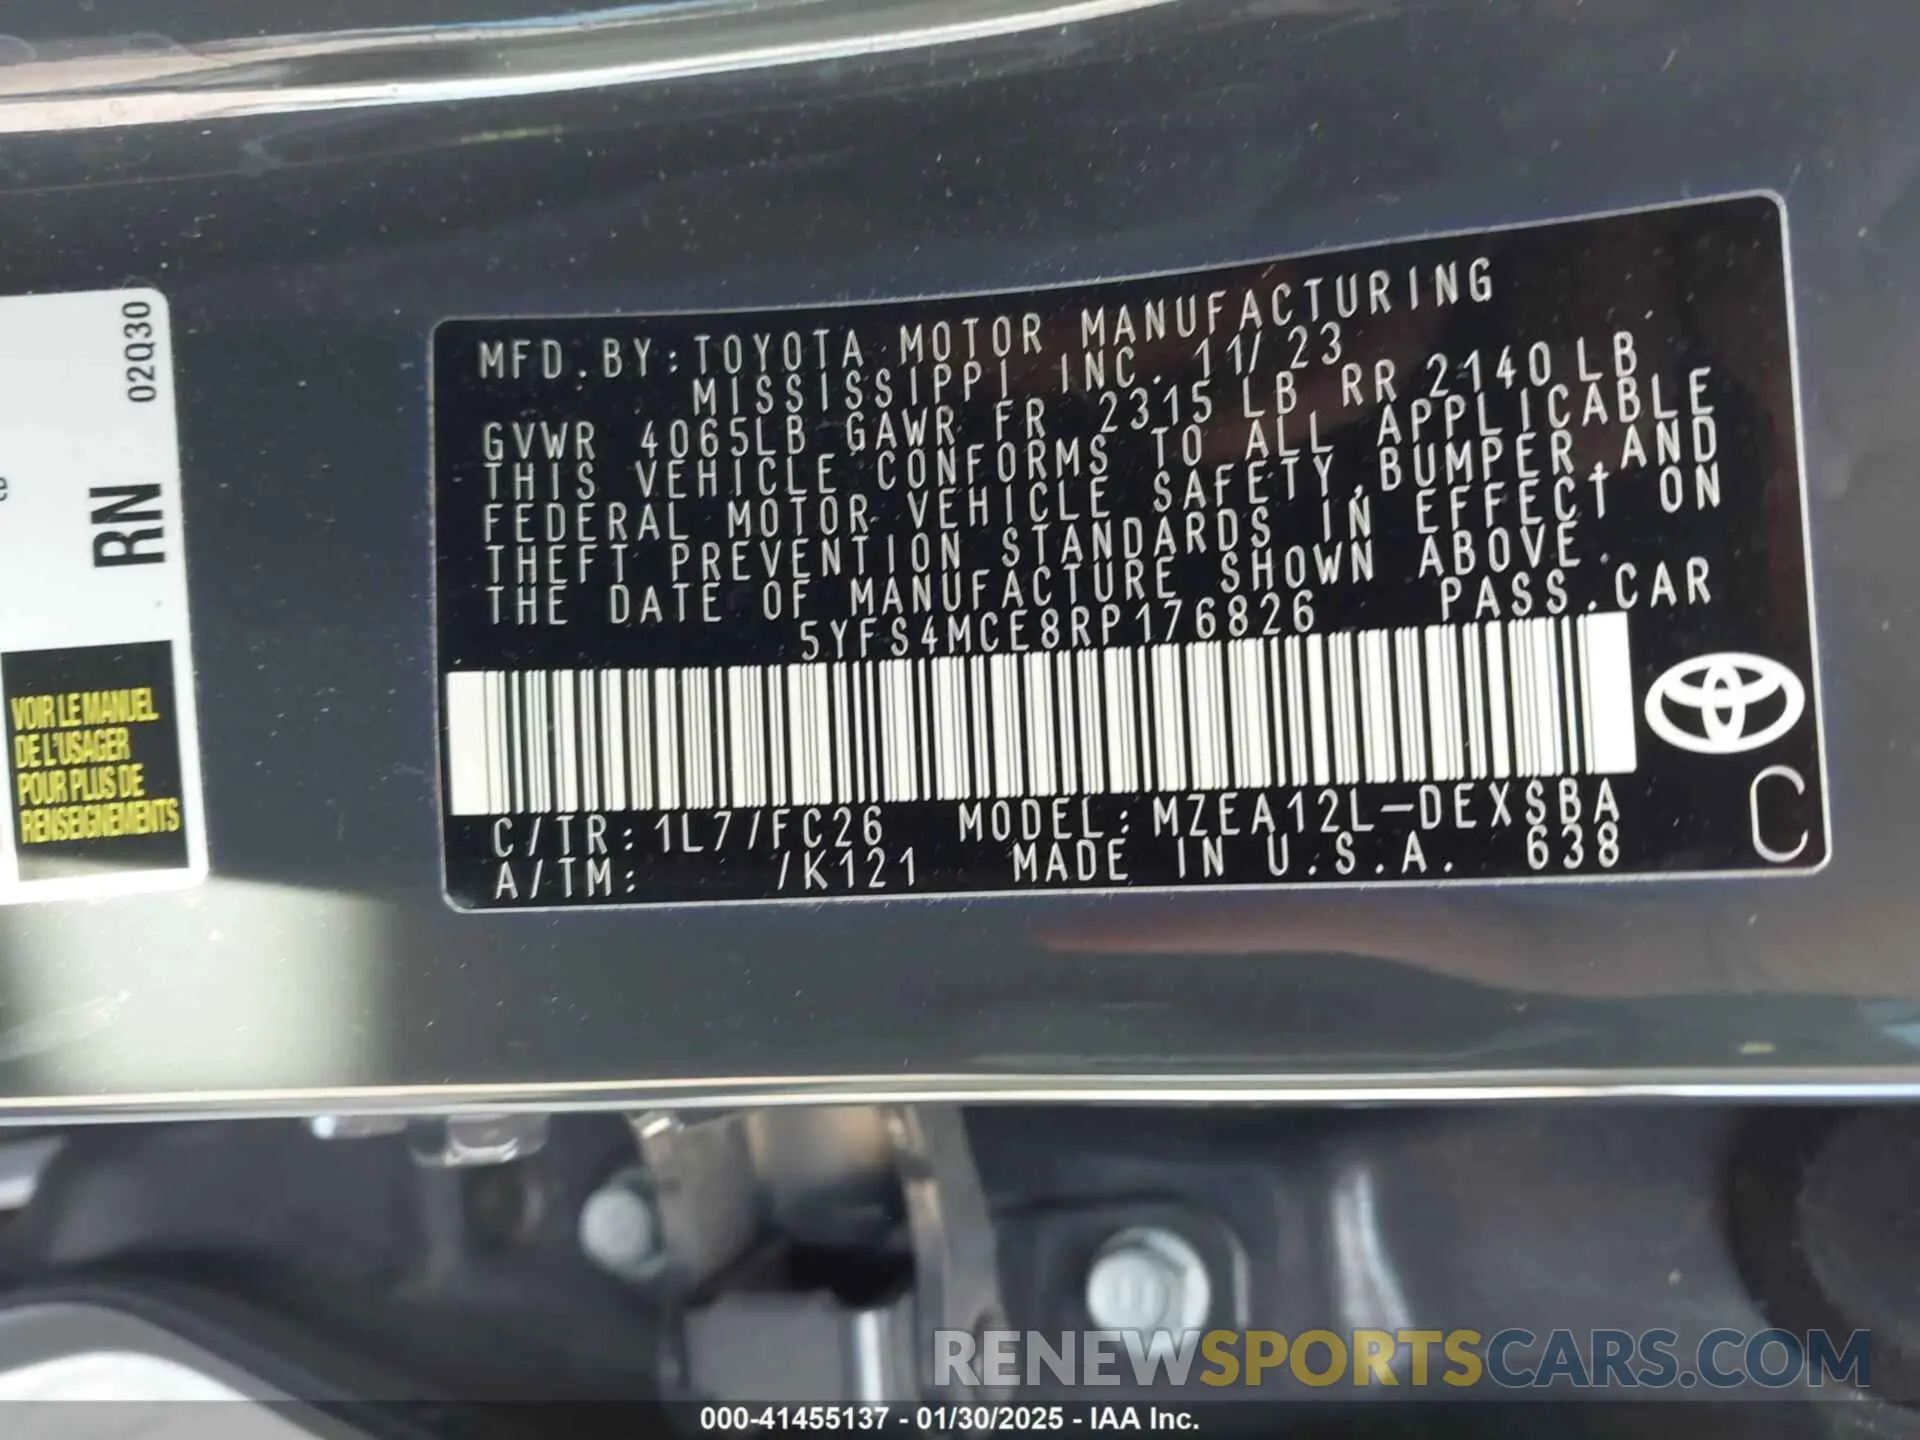 MFD. BY: TOYOTA MOTOR MANUFACTURING
MISSISSIPPI INC. 11/23
GVWR 4065LB GAWR FR 2315 LB RR 2140 LB
THIS VEHICLE CONFORMS TO ALL APPLICABLE
FEDERAL MOTOR VEHICLE SAFETY, BUMPER, AND
THEFT PREVENTION STANDARDS IN EFFECT ON
THE DATE OF MANUFACTURE SHOWN ABOVE.
5YFS4MCE8RP176826 PASS. CAR
C/TR: 1L7/FC26 MODEL: MZEA12L-DEXSBA
A/TM: /K121 MADE IN U.S.A. 638
C
02Q30
RN
VOIR LE MANUEL
DE L'USAGER
POUR PLUS DE
RENSEIGNEMENTS
RENEWSPORTSCARS.COM
000-41455137 - 01/30/2025 - IAA Inc.